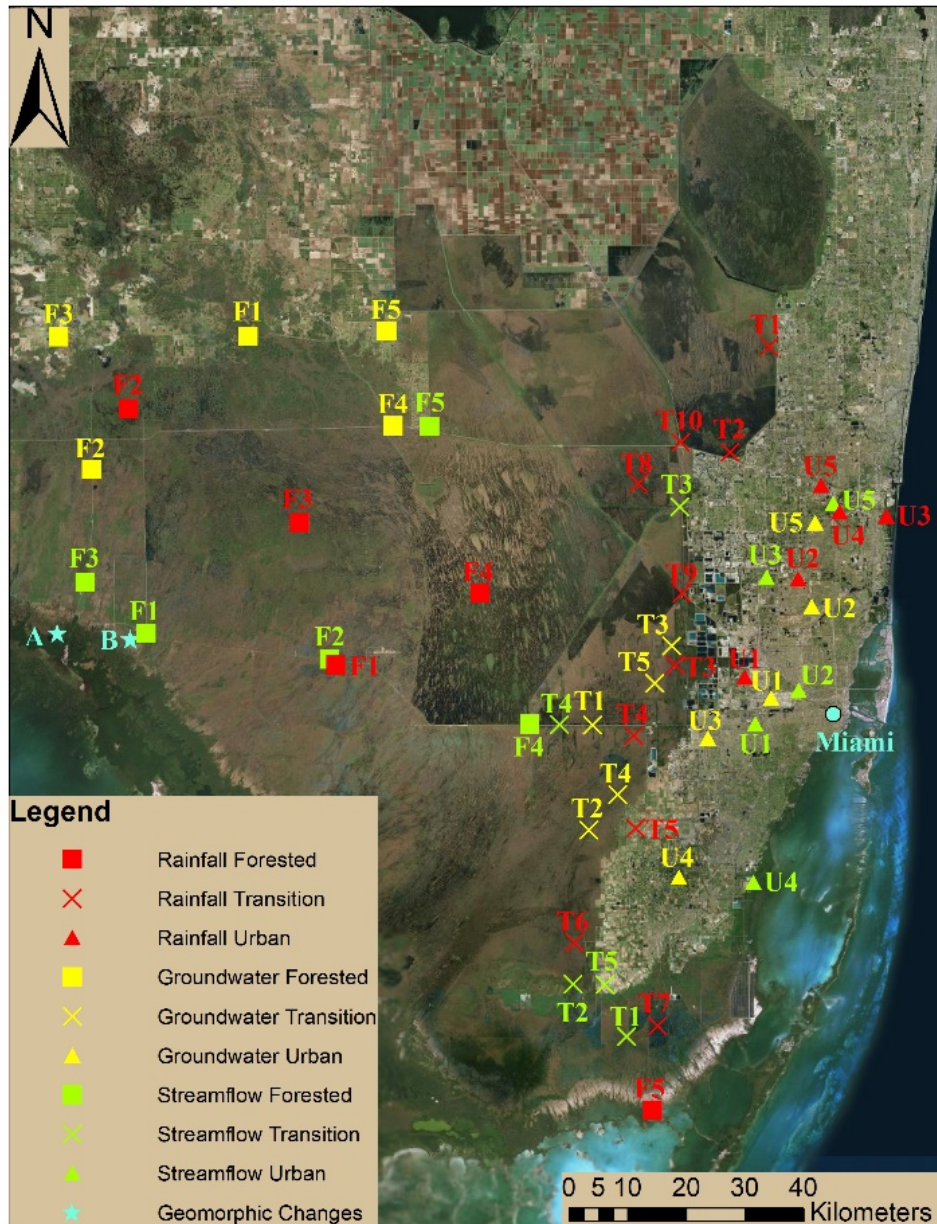 N
F3
F1
F5
T1
F2
F4
F5
T10
T2
F2
T8
U5
T3
U5
U3
F3
U5
U4
F3
U3
U2
F4
T9
U2
F1
A
B
T3
F2
F1
T5
T3
U1
U1
U2
T4
T1
T4
F4
U3
U1
Miami
T4
T2
T5
U4
U4
T6
T5
T2
T1
T7
F5
Legend
Rainfall Forested
Rainfall Transition
Rainfall Urban
Groundwater Forested
Groundwater Transition
Groundwater Urban
Streamflow Forested
Streamflow Transition
Streamflow Urban
Geomorphic Changes
0 5 10 20 30 40
Kilometers